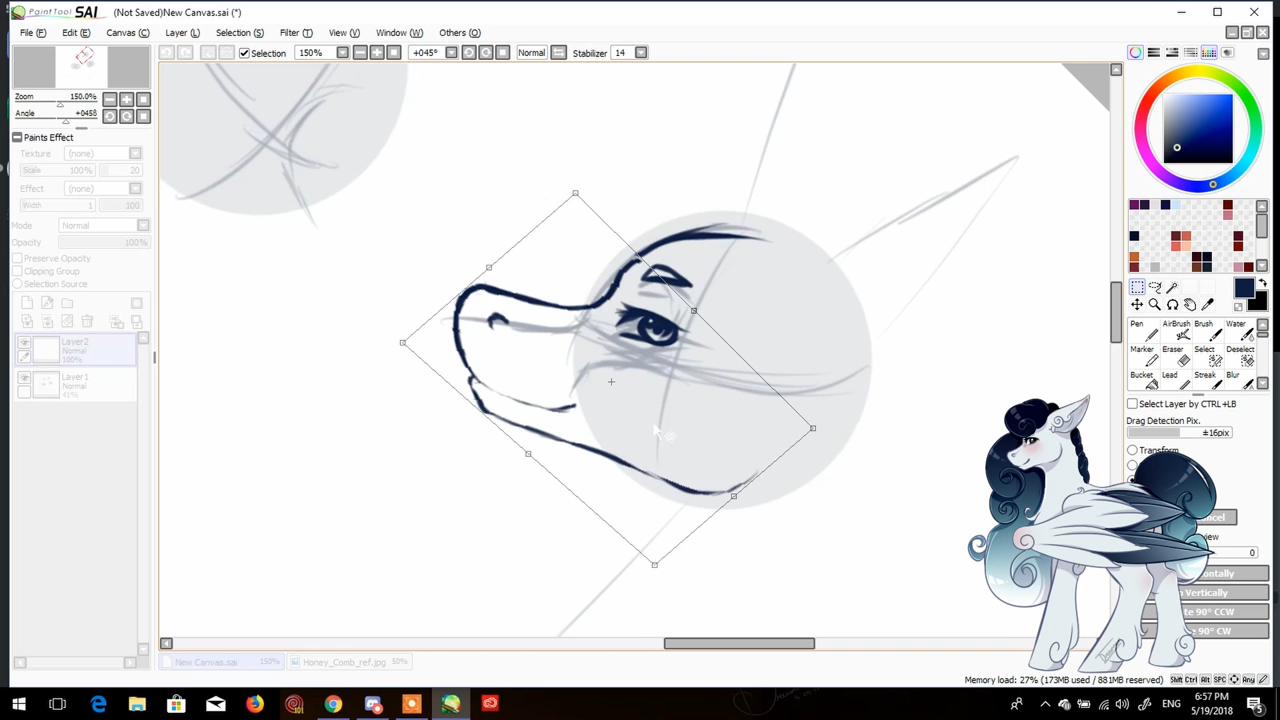 PaintTool SAI (Not Saved)New Canvas.sai (*)
File (F) Edit (E) Canvas (C) Layer (L) Selection (S) Filter (T) View (V) Window (W) Others (O)
Selection 150% +045° Normal Stabilizer 14
Zoom 150.0%
Angle +045ß
Paints Effect
Texture (none)
Scale 100% 20
Effect (none)
Width 1 100
Mode Normal
Opacity 100%
Preserve Opacity
Clipping Group
Selection Source
Layer2
Normal
100%
Layer1
Normal
41%
Pen AirBrush Brush Water
Marker Eraser Select Deselect
Bucket Lead Streak Blur
Select Layer by CTRL+LB
Drag Detection Pix.
±16pix
Transform
ncel
view
0
ontally
n Vertically
te 90° CCW
e 90° CW
New Canvas.sai 150% Honey_Comb_ref.jpg 50%
Memory load: 27% (173MB used / 881MB reserved) Shift Ctrl Alt SPC Any
ENG
6:57 PM
5/19/2018